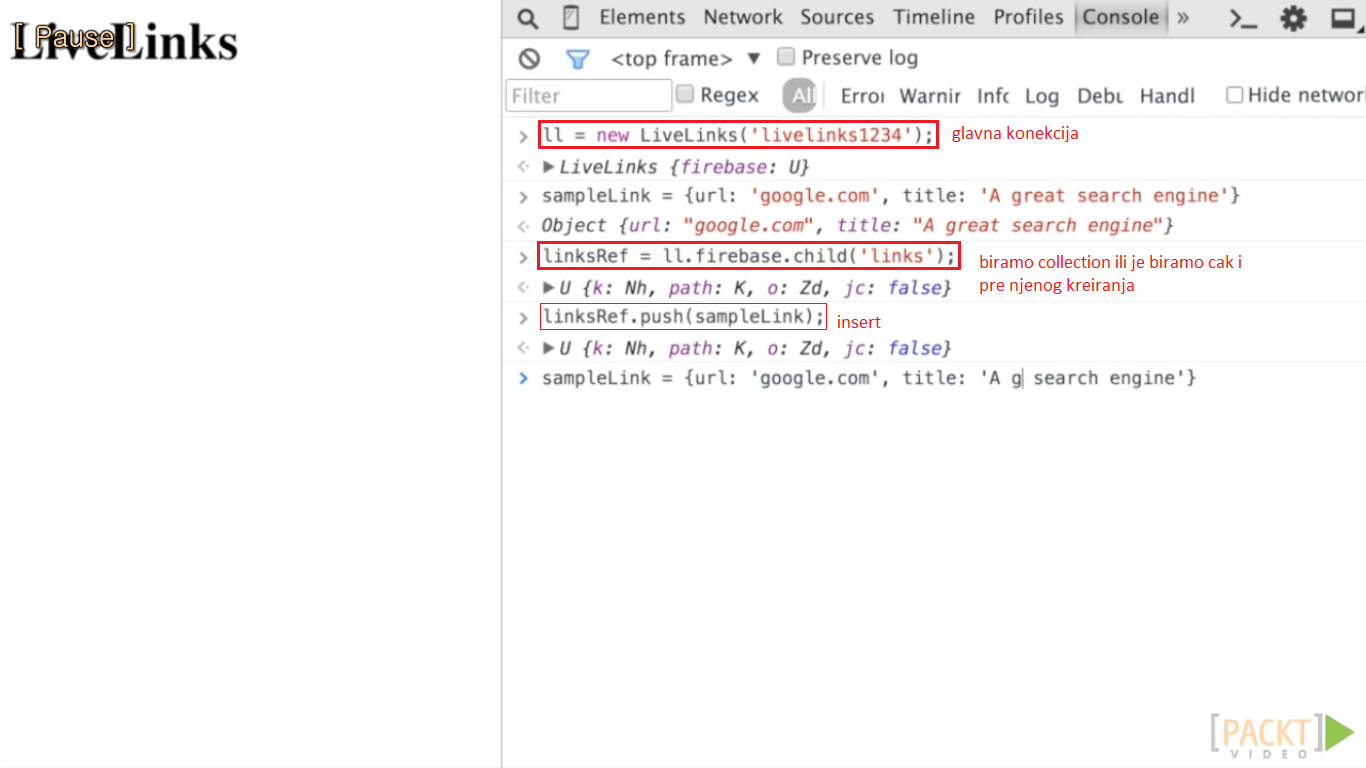 LiveLinks
[ Pause ]
Elements Network Sources Timeline Profiles Console »
<top frame> ▼ Preserve log
Filter Regex All Error Warnin Info Log Debu Handl Hide networ
> ll = new LiveLinks('livelinks1234'); glavna konekcija
<· ▶ LiveLinks {firebase: U}
> sampleLink = {url: 'google.com', title: 'A great search engine'}
<· Object {url: "google.com", title: "A great search engine"}
> linksRef = ll.firebase.child('links'); biramo collection ili je biramo cak i
pre njenog kreiranja
<· ▶ U {k: Nh, path: K, o: Zd, jc: false}
> linksRef.push(sampleLink); insert
<· ▶ U {k: Nh, path: K, o: Zd, jc: false}
> sampleLink = {url: 'google.com', title: 'A g search engine'}
[PACKT]
VIDEO